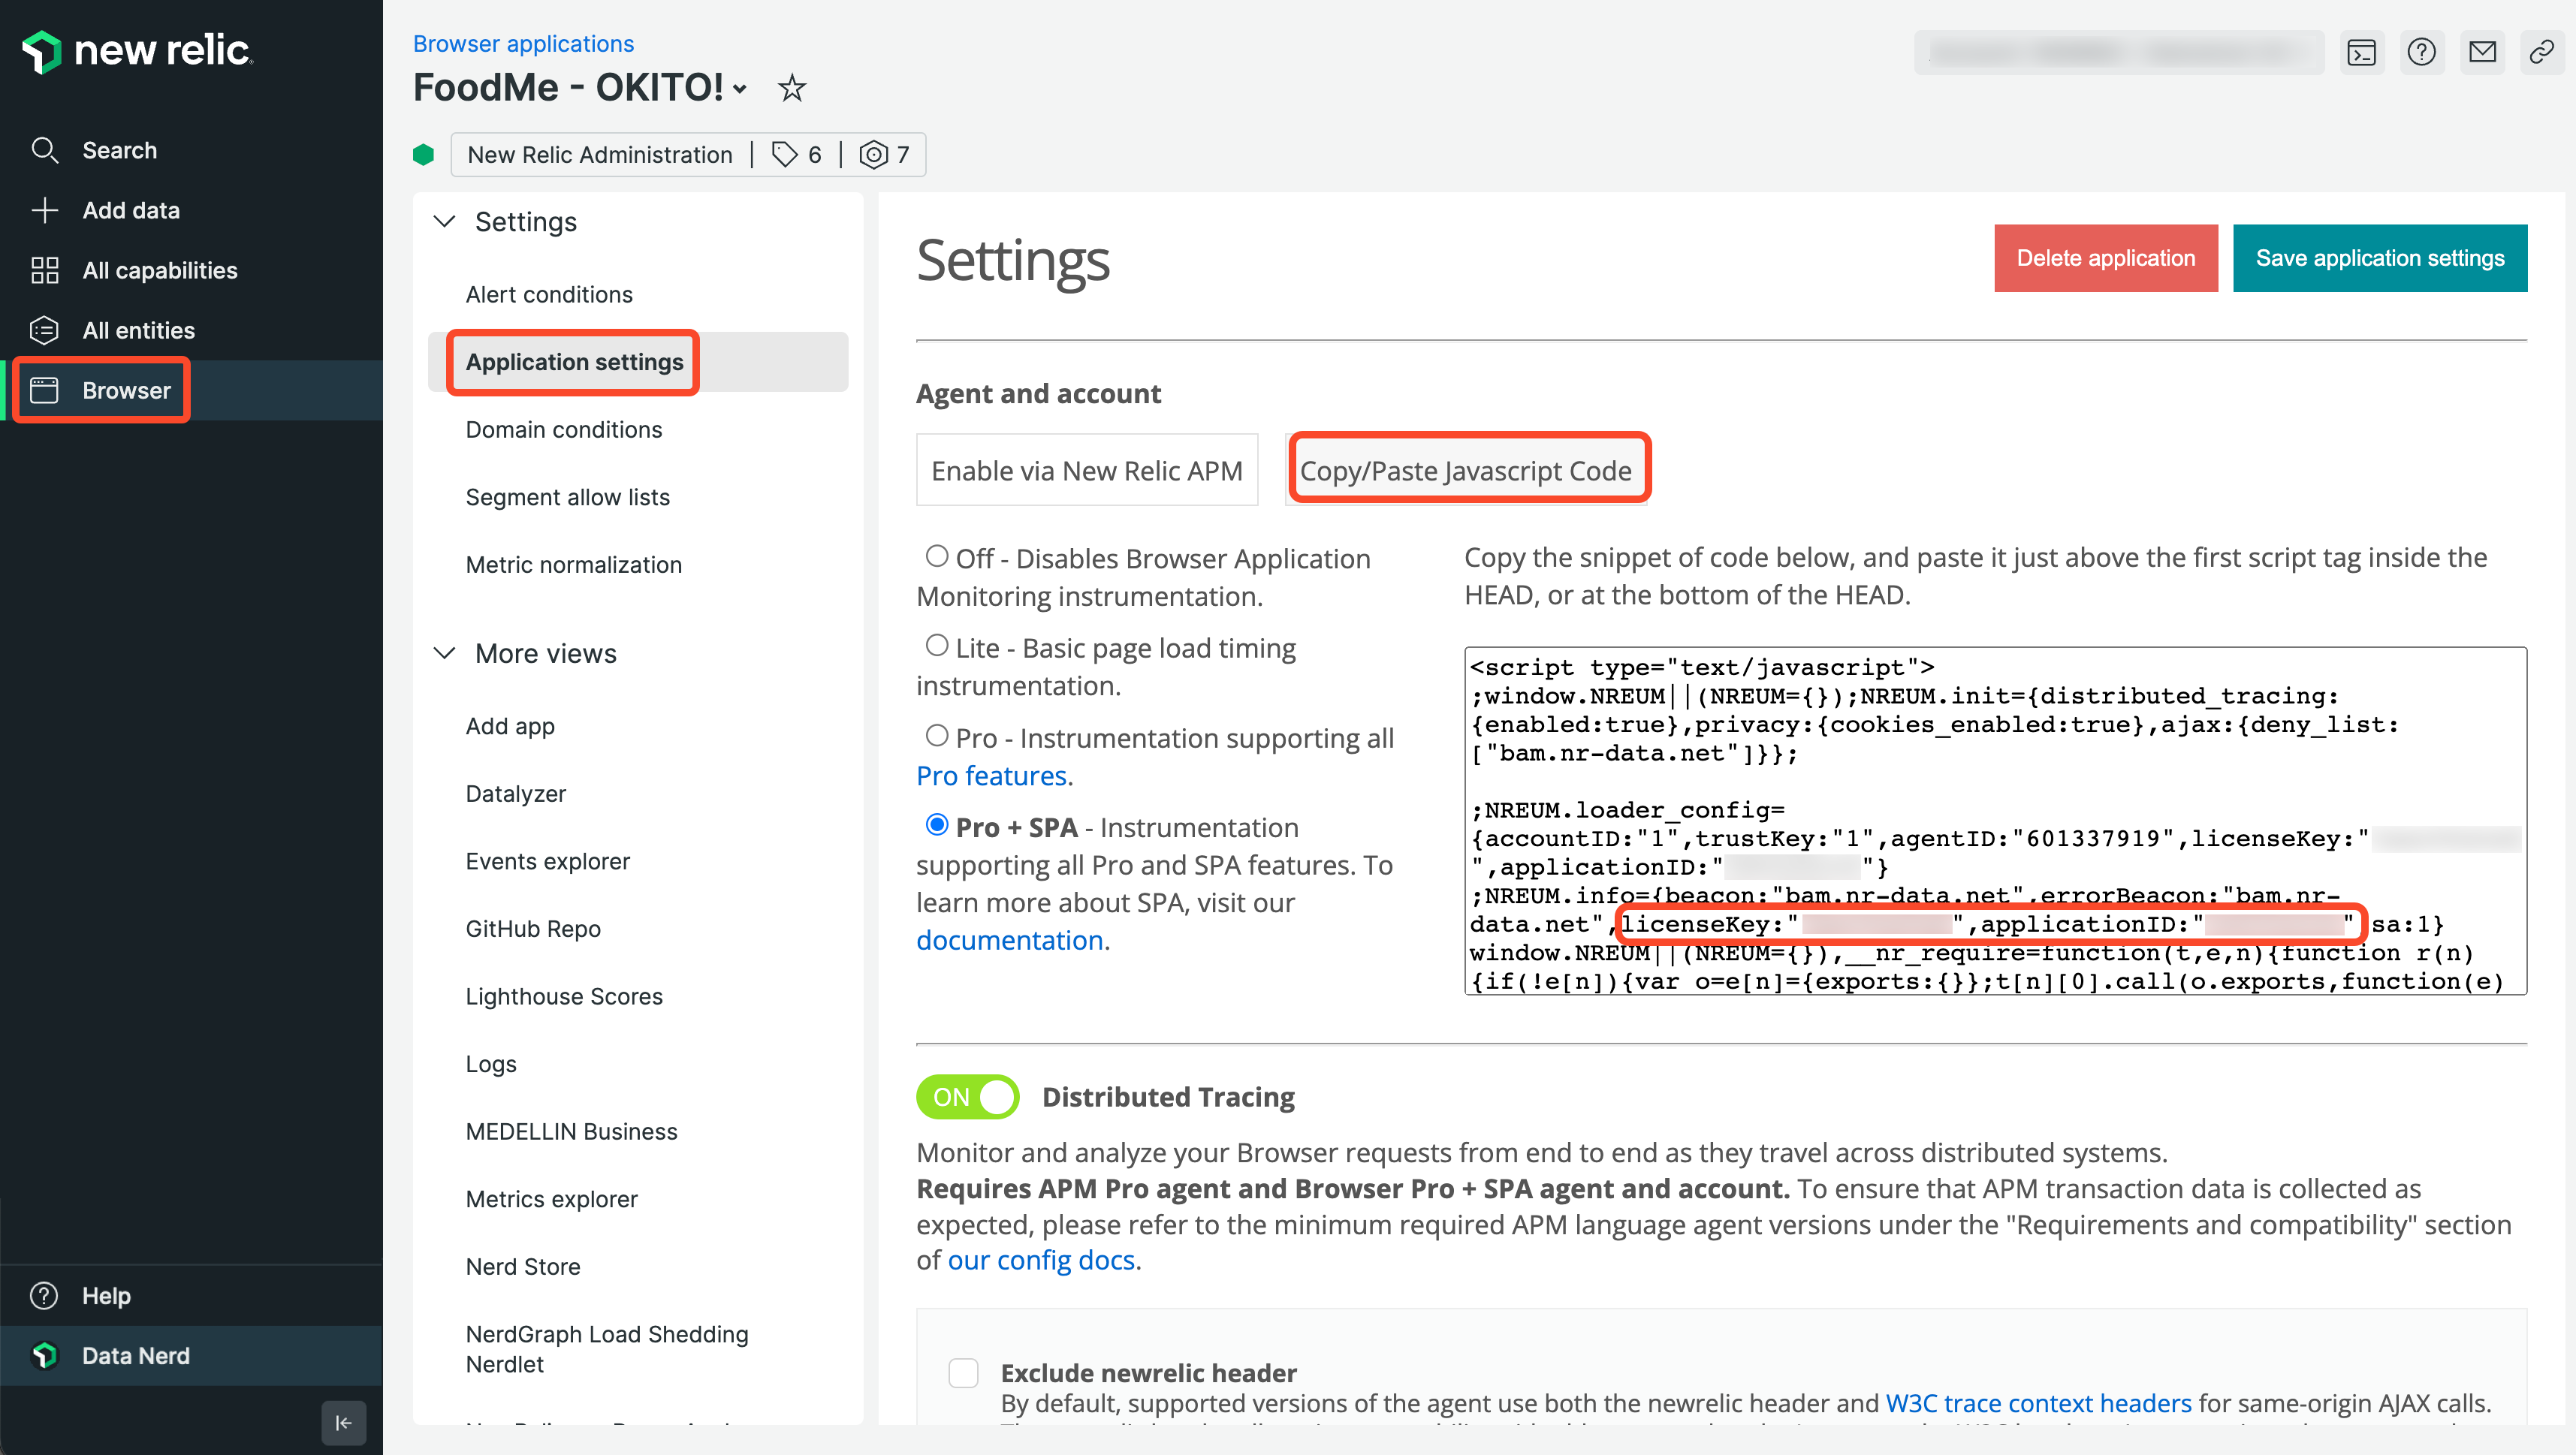 new relic
Search
Add data
All capabilities
All entities
Browser
Help
Data Nerd
Browser applications
FoodMe - OKITO!
New Relic Administration | 6 | 7
Settings
Alert conditions
Application settings
Domain conditions
Segment allow lists
Metric normalization
More views
Add app
Datalyzer
Events explorer
GitHub Repo
Lighthouse Scores
Logs
MEDELLIN Business
Metrics explorer
Nerd Store
NerdGraph Load Shedding
Nerdlet
Settings
Delete application
Save application settings
Agent and account
Enable via New Relic APM
Copy/Paste Javascript Code
Off - Disables Browser Application
Monitoring instrumentation.
Lite - Basic page load timing
instrumentation.
Pro - Instrumentation supporting all
Pro features.
Pro + SPA - Instrumentation
supporting all Pro and SPA features. To
learn more about SPA, visit our
documentation.
Copy the snippet of code below, and paste it just above the first script tag inside the
HEAD, or at the bottom of the HEAD.
<script type="text/javascript">
;window.NREUM||(NREUM={});NREUM.init={distributed_tracing:
{enabled:true},privacy:{cookies_enabled:true},ajax:{deny_list:
["bam.nr-data.net"]}};
;NREUM.loader_config=
{accountID:"1",trustKey:"1",agentID:"601337919",licenseKey:"
",applicationID:" "}
;NREUM.info={beacon:"bam.nr-data.net",errorBeacon:"bam.nr-
data.net",licenseKey:" ",applicationID:" " sa:1}
window.NREUM||(NREUM={}),__nr_require=function(t,e,n){function r(n)
{if(!e[n]){var o=e[n]={exports:{}};t[n][0].call(o.exports,function(e)
ON Distributed Tracing
Monitor and analyze your Browser requests from end to end as they travel across distributed systems.
Requires APM Pro agent and Browser Pro + SPA agent and account. To ensure that APM transaction data is collected as
expected, please refer to the minimum required APM language agent versions under the "Requirements and compatibility" section
of our config docs.
Exclude newrelic header
By default, supported versions of the agent use both the newrelic header and W3C trace context headers for same-origin AJAX calls.